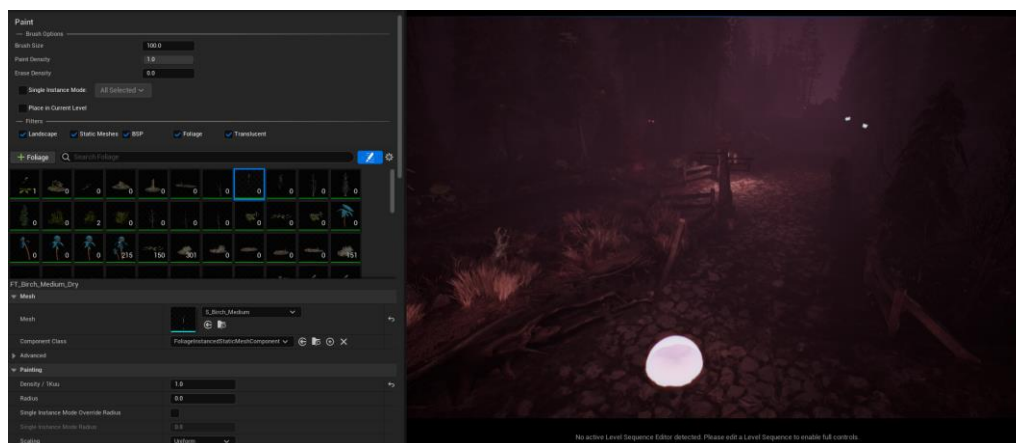 Paint
Brush Options
Brush Size 100.0
Paint Density 1.0
Erase Density 0.0
Single Instance Mode: All Selected
Place in Current Level
Filters
Landscape Static Meshes BSP Foliage Translucent
+ Foliage Search Foliage
1 0 0 0 0 0 0 0 0 0 0
0 0 2 0 0 0 0 0 0 0 0
0 0 0 215 150 301 0 0 0 0 151
FT_Birch_Medium_Dry
Mesh
Mesh S_Birch_Medium
Component Class FoliageInstancedStaticMeshComponent
Advanced
Painting
Density / 1Kuu 1.0
Radius 0.0
Single Instance Mode Override Radius
Single Instance Mode Radius 0.0
Scaling Uniform
No active Level Sequence Editor detected. Please edit a Level Sequence to enable full controls.